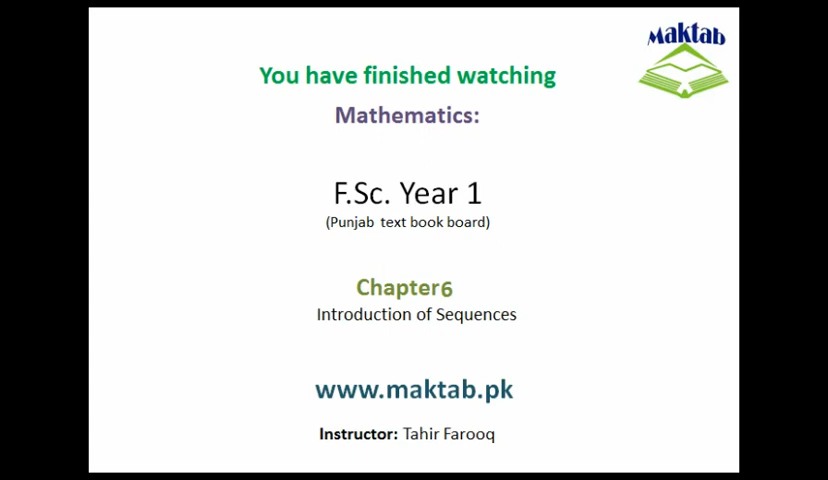 Maktab
You have finished watching
Mathematics:
F.Sc. Year 1
(Punjab text book board)
Chapter6
Introduction of Sequences
www.maktab.pk
Instructor: Tahir Farooq